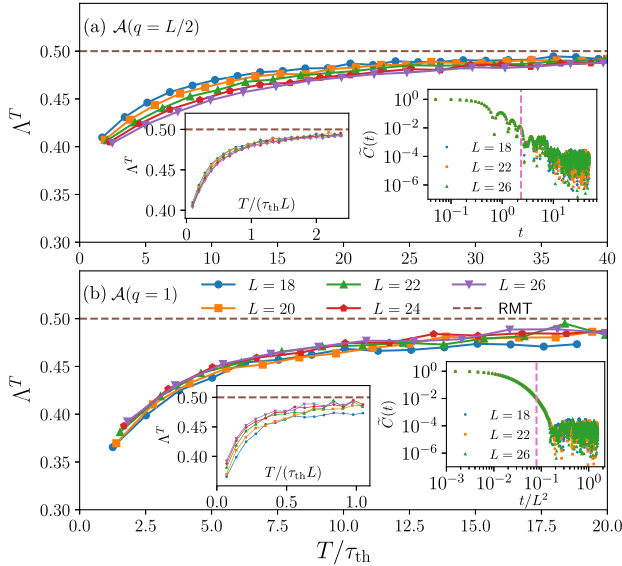 (a) 𝒜(q = L/2)
0.50
0.45
0.40
0.35
0.30
Λ^T
0 5 10 15 20 25 30 35 40
0.50
0.45
0.40
Λ^T
T/(τ_th L)
0 1 2
10^0
10^-2
10^-4
10^-6
C̃(t)
L = 18
L = 22
L = 26
10^-1 10^0 10^1
t
(b) 𝒜(q = 1)
L = 18 L = 22 L = 26
L = 20 L = 24 RMT
0.50
0.45
0.40
0.35
0.30
Λ^T
0.50
0.45
0.40
Λ^T
T/(τ_th L)
0.0 0.5 1.0
10^0
10^-2
10^-4
10^-6
C̃(t)
L = 18
L = 22
L = 26
10^-3 10^-2 10^-1 10^0
t/L^2
0.0 2.5 5.0 7.5 10.0 12.5 15.0 17.5 20.0
T/τ_th